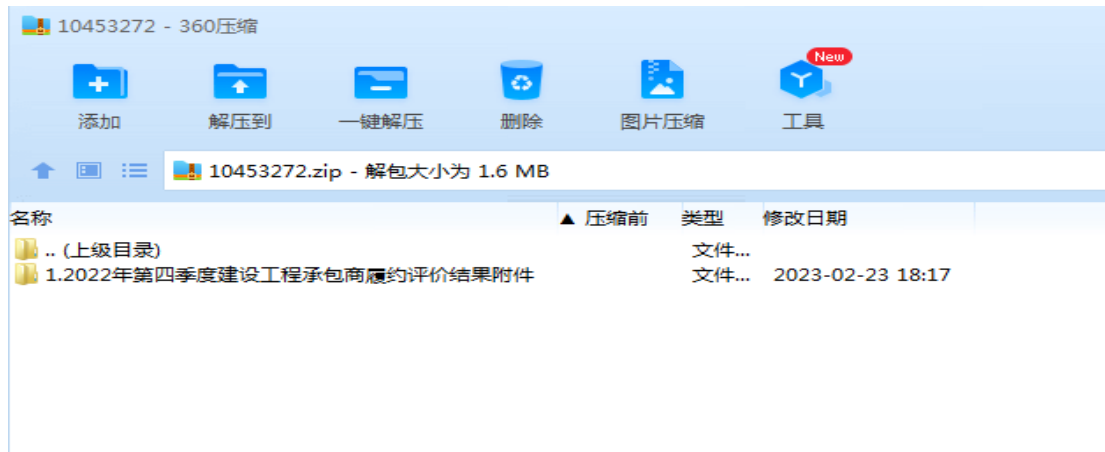 10453272 - 360压缩
New
添加 解压到 一键解压 删除 图片压缩 工具
10453272.zip - 解包大小为 1.6 MB
名称 压缩前 类型 修改日期
.. (上级目录) 文件...
1.2022年第四季度建设工程承包商履约评价结果附件 文件... 2023-02-23 18:17